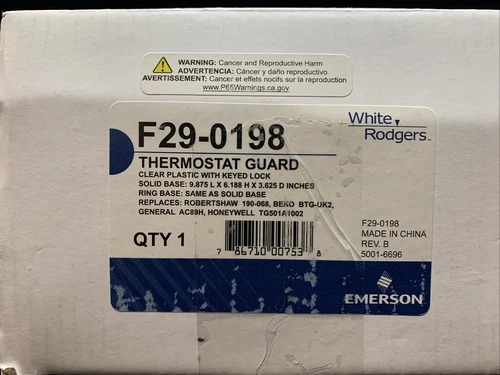 WARNING: Cancer and Reproductive Harm
ADVERTENCIA: Cáncer y daño reproductivo
AVERTISSEMENT: Cancer et effets nocifs sur la reproduction
www.P65Warnings.ca.gov
F29-0198
White
Rodgers™
THERMOSTAT GUARD
CLEAR PLASTIC WITH KEYED LOCK
SOLID BASE: 9.875 L X 6.188 H X 3.625 D INCHES
RING BASE: SAME AS SOLID BASE
REPLACES: ROBERTSHAW 190-068, BEKO BTG-UK2,
GENERAL AC89H, HONEYWELL TG501A1002
QTY 1
7 86710 00753 8
F29-0198
MADE IN CHINA
REV. B
5001-6696
EMERSON